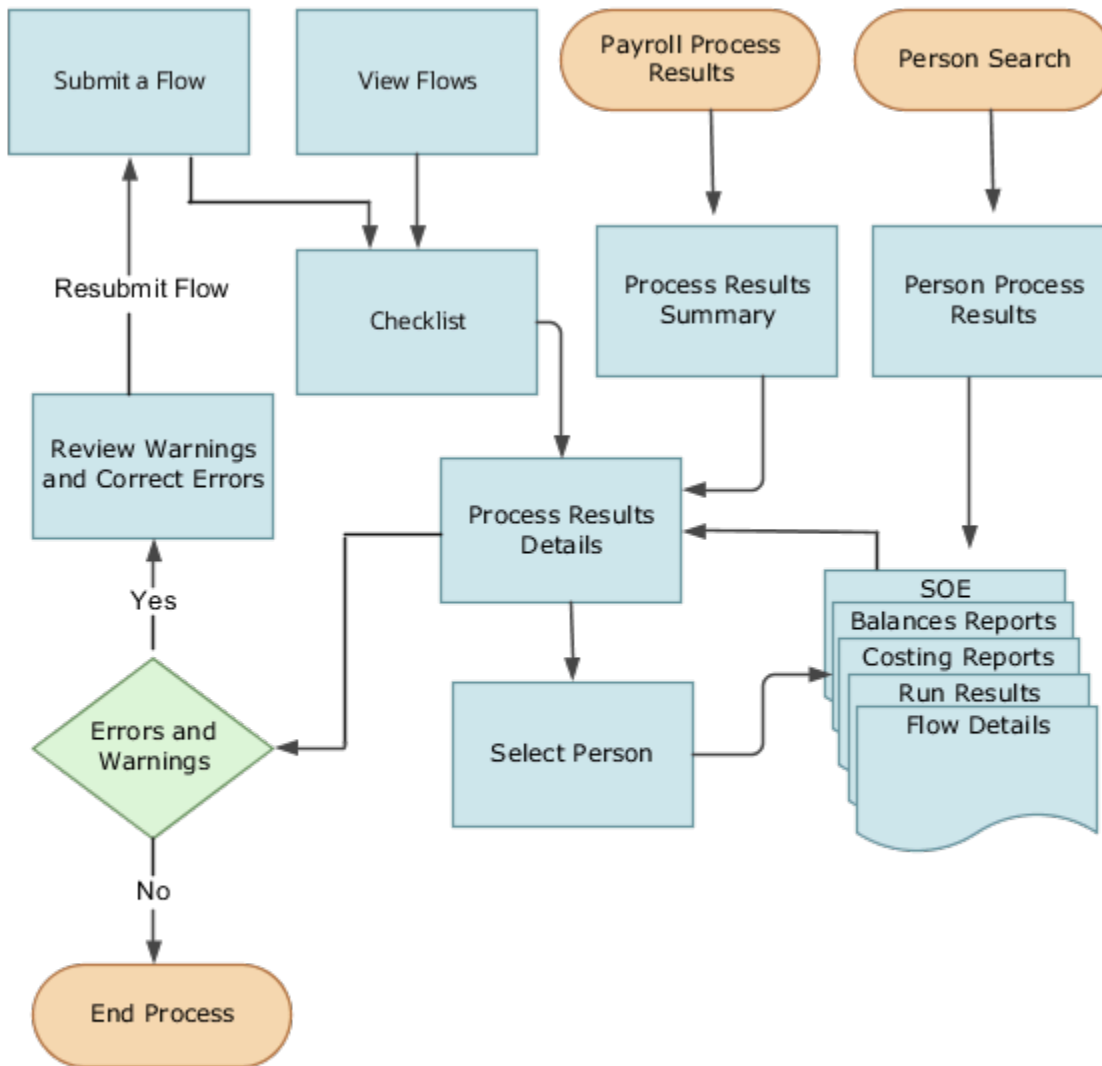 Submit a Flow
View Flows
Payroll Process
Results
Person Search
Resubmit Flow
Checklist
Process Results
Summary
Person Process
Results
Review Warnings
and Correct Errors
Process Results
Details
SOE
Balances Reports
Costing Reports
Run Results
Flow Details
Yes
Errors and
Warnings
Select Person
No
End Process